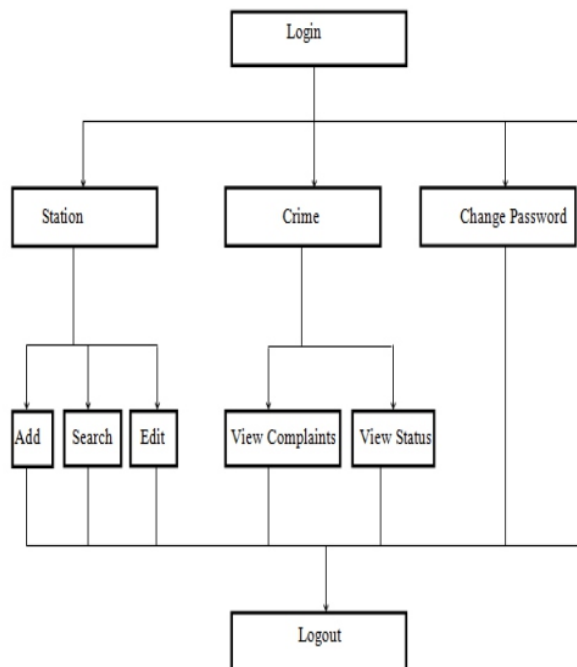 Login
Station
Crime
Change Password
Add
Search
Edit
View Complaints
View Status
Logout